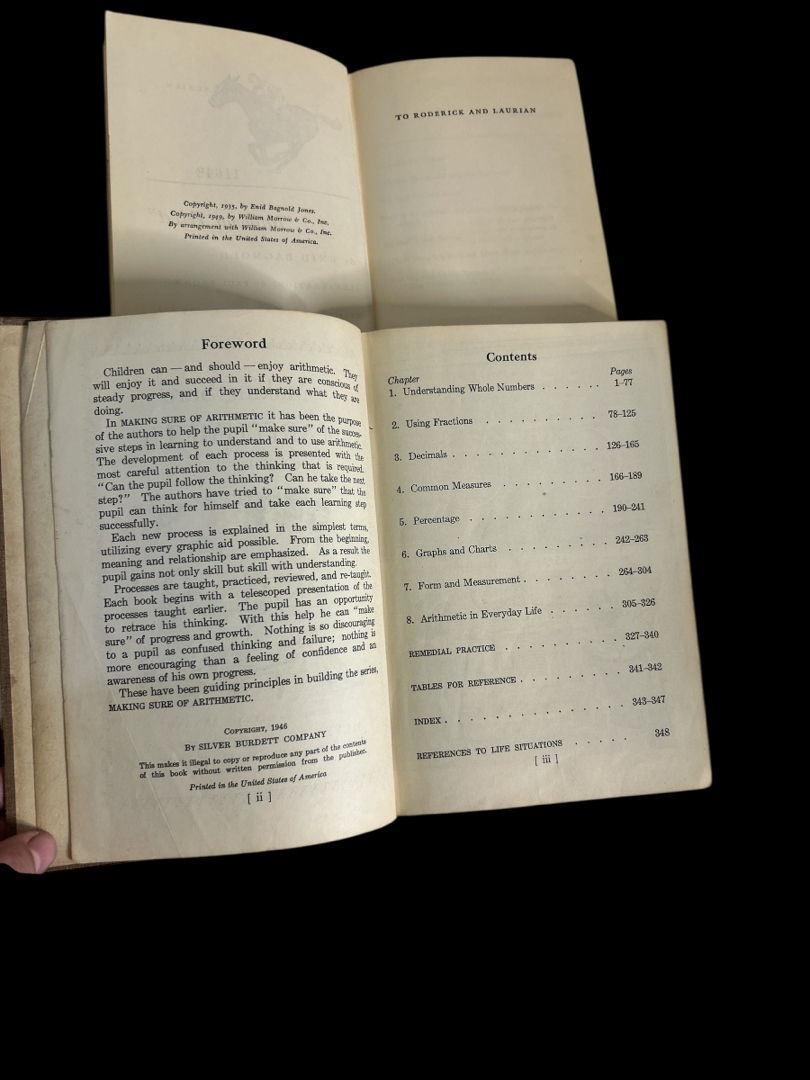 TO RODERICK AND LAURIAN
Copyright, 1935, by Enid Bagnold Jones.
Copyright, 1949, by William Morrow & Co., Inc.
By arrangement with William Morrow & Co., Inc.
Printed in the United States of America.
Foreword
Children can — and should — enjoy arithmetic. They
will enjoy it and succeed in it if they are conscious of
steady progress, and if they understand what they are
doing.
In MAKING SURE OF ARITHMETIC it has been the purpose
of the authors to help the pupil “make sure” of the succes-
sive steps in learning to understand and to use arithmetic.
The development of each process is presented with the
most careful attention to the thinking that is required.
“Can the pupil follow the thinking? Can he take the next
step?” The authors have tried to “make sure” that the
pupil can think for himself and take each learning step
successfully.
Each new process is explained in the simplest terms,
utilizing every graphic aid possible. From the beginning,
meaning and relationship are emphasized. As a result the
pupil gains not only skill but skill with understanding.
Processes are taught, practiced, reviewed, and re-taught.
Each book begins with a telescoped presentation of the
processes taught earlier. The pupil has an opportunity
to retrace his thinking. With this help he can “make
sure” of progress and growth. Nothing is so discouraging
to a pupil as confused thinking and failure; nothing is
more encouraging than a feeling of confidence and an
awareness of his own progress.
These have been guiding principles in building the series,
MAKING SURE OF ARITHMETIC.
COPYRIGHT, 1946
BY SILVER BURDETT COMPANY
This makes it illegal to copy or reproduce any part of the contents
of this book without written permission from the publisher.
Printed in the United States of America
[ ii ]
Contents
Chapter Pages
1. Understanding Whole Numbers . . . . . . 1–77
2. Using Fractions . . . . . . . . . . 78–125
3. Decimals . . . . . . . . . . . . . 126–165
4. Common Measures . . . . . . . . . 166–189
5. Percentage . . . . . . . . . . . . 190–241
6. Graphs and Charts . . . . . . . . . 242–263
7. Form and Measurement . . . . . . . . 264–304
8. Arithmetic in Everyday Life . . . . . . 305–326
REMEDIAL PRACTICE . . . . . . . . . . 327–340
TABLES FOR REFERENCE . . . . . . . . . 341–342
INDEX . . . . . . . . . . . . . . . 343–347
REFERENCES TO LIFE SITUATIONS . . . . . 348
[ iii ]